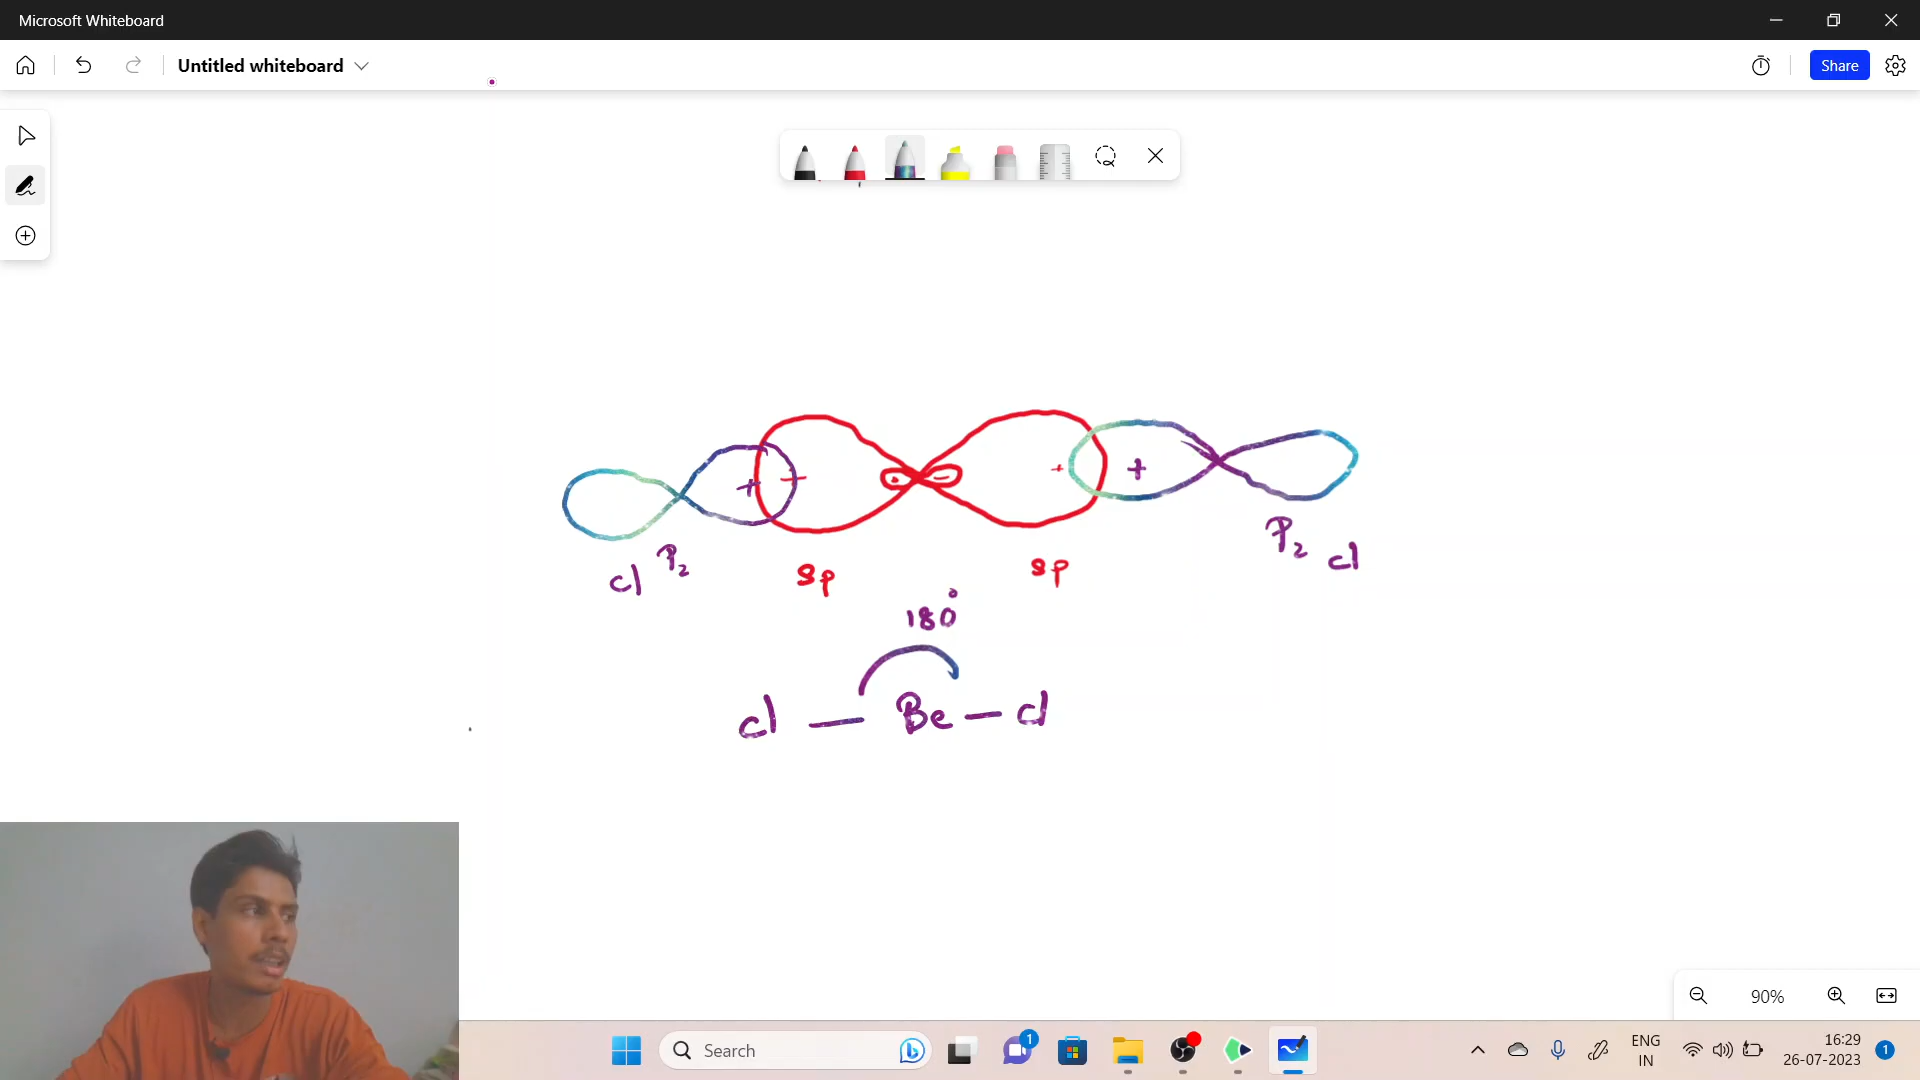 Microsoft Whiteboard
Untitled whiteboard
Share
+ + + +
-
cl P₂ sp sp P₂ cl
180°
cl — Be — cl
90%
Search
1
ENG
IN
16:29
26-07-2023
1